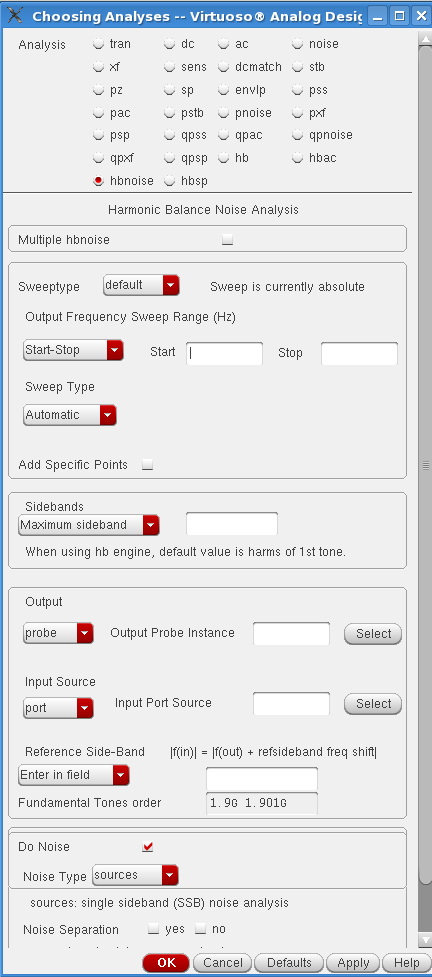 Choosing Analyses -- Virtuoso® Analog Desig
Analysis tran dc ac noise
xf sens dcmatch stb
pz sp envlp pss
pac pstb pnoise pxf
psp qpss qpac qpnoise
qpxf qpsp hb hbac
hbnoise hbsp
Harmonic Balance Noise Analysis
Multiple hbnoise
Sweeptype default Sweep is currently absolute
Output Frequency Sweep Range (Hz)
Start-Stop Start Stop
Sweep Type
Automatic
Add Specific Points
Sidebands
Maximum sideband
When using hb engine, default value is harms of 1st tone.
Output
probe Output Probe Instance Select
Input Source
port Input Port Source Select
Reference Side-Band |f(in)| = |f(out) + refsideband freq shift|
Enter in field
Fundamental Tones order 1.9G 1.901G
Do Noise
Noise Type sources
sources: single sideband (SSB) noise analysis
Noise Separation yes no
OK Cancel Defaults Apply Help